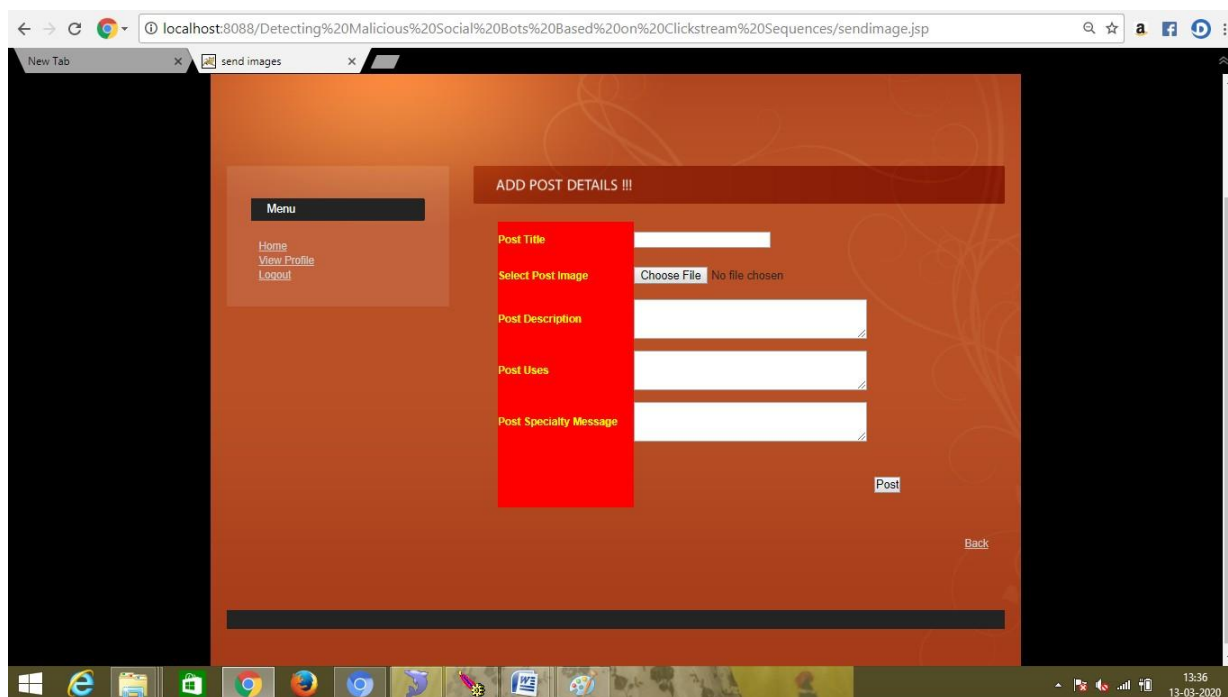 localhost:8088/Detecting%20Malicious%20Social%20Bots%20Based%20on%20Clickstream%20Sequences/sendimage.jsp
New Tab
send images
ADD POST DETAILS !!!
Menu
Home
View Profile
Logout
Post Title
Select Post Image Choose File No file chosen
Post Description
Post Uses
Post Specialty Message
Post
Back
13:36
13-03-2020